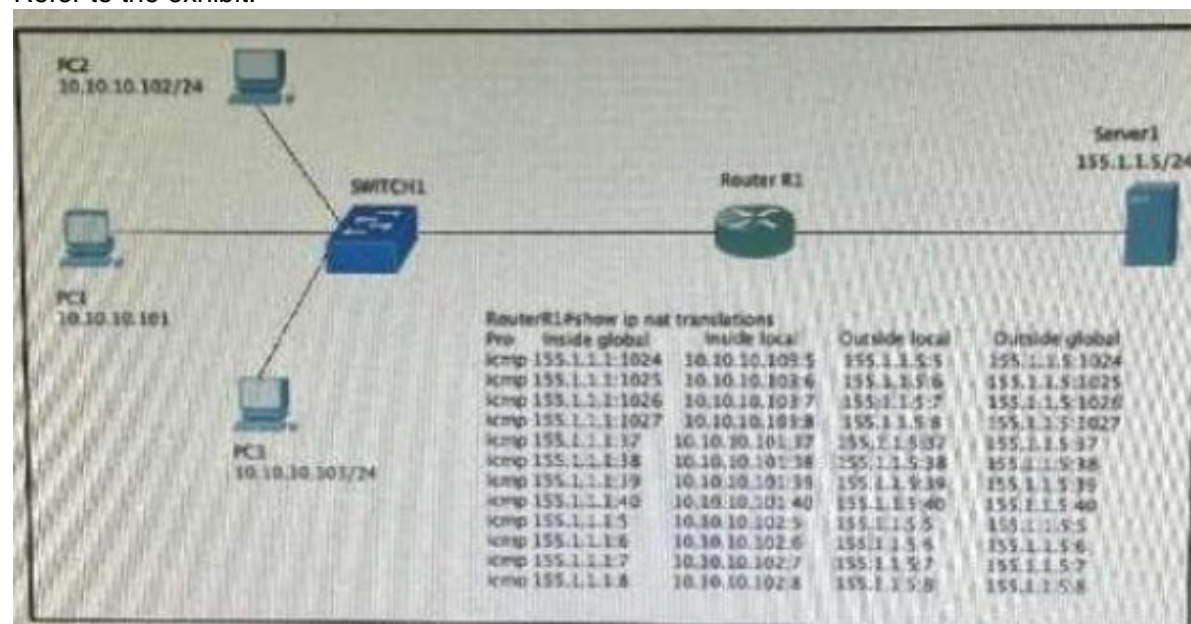 Refer to the exhibit.
PC2
10.10.10.102/24
Server1
155.1.1.5/24
SWITCH1
Router R1
PC1
10.10.10.101
PC3
10.10.10.103/24
RouterR1#show ip nat translations
Pro Inside global Inside local Outside local Outside global
icmp 155.1.1.1:1024 10.10.10.103:5 155.1.1.5:5 155.1.1.5:1024
icmp 155.1.1.1:1025 10.10.10.103:6 155.1.1.5:6 155.1.1.5:1025
icmp 155.1.1.1:1026 10.10.10.103:7 155.1.1.5:7 155.1.1.5:1026
icmp 155.1.1.1:1027 10.10.10.103:8 155.1.1.5:8 155.1.1.5:1027
icmp 155.1.1.1:37 10.10.10.101:37 155.1.1.5:37 155.1.1.5:37
icmp 155.1.1.1:38 10.10.10.101:38 155.1.1.5:38 155.1.1.5:38
icmp 155.1.1.1:39 10.10.10.101:39 155.1.1.5:39 155.1.1.5:39
icmp 155.1.1.1:40 10.10.10.101:40 155.1.1.5:40 155.1.1.5:40
icmp 155.1.1.1:5 10.10.10.102:5 155.1.1.5:5 155.1.1.5:5
icmp 155.1.1.1:6 10.10.10.102:6 155.1.1.5:6 155.1.1.5:6
icmp 155.1.1.1:7 10.10.10.102:7 155.1.1.5:7 155.1.1.5:7
icmp 155.1.1.1:8 10.10.10.102:8 155.1.1.5:8 155.1.1.5:8